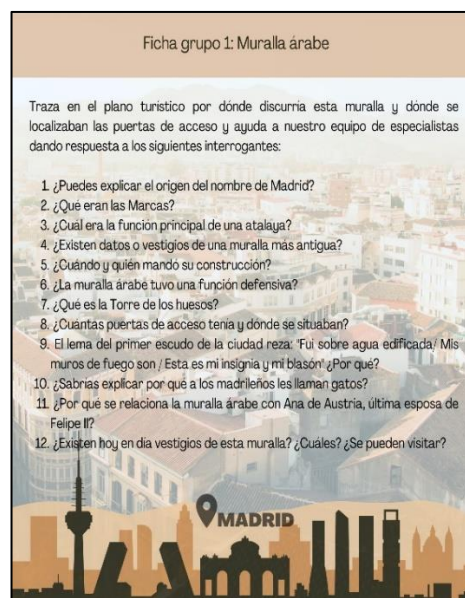 Ficha grupo 1: Muralla árabe
Traza en el plano turístico por dónde discurría esta muralla y dónde se
localizaban las puertas de acceso y ayuda a nuestro equipo de especialistas
dando respuesta a los siguientes interrogantes:
1. ¿Puedes explicar el origen del nombre de Madrid?
2. ¿Qué eran las Marcas?
3. ¿Cuál era la función principal de una atalaya?
4. ¿Existen datos o vestigios de una muralla más antigua?
5. ¿Cuándo y quién mandó su construcción?
6. ¿La muralla árabe tuvo una función defensiva?
7. ¿Qué es la Torre de los huesos?
8. ¿Cuántas puertas de acceso tenía y dónde se situaban?
9. El lema del primer escudo de la ciudad reza: "Fui sobre agua edificada/ Mis
muros de fuego son / Esta es mi insignia y mi blasón" ¿Por qué?
10. ¿Sabrías explicar por qué a los madrileños les llaman gatos?
11. ¿Por qué se relaciona la muralla árabe con Ana de Austria, última esposa de
Felipe II?
12. ¿Existen hoy en día vestigios de esta muralla? ¿Cuáles? ¿Se pueden visitar?
MADRID